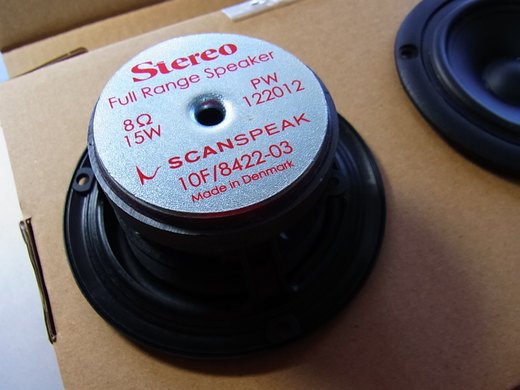 Stereo
Full Range Speaker
8Ω
15W
PW
122012
SCANSPEAK
10F/8422-03
Made in Denmark